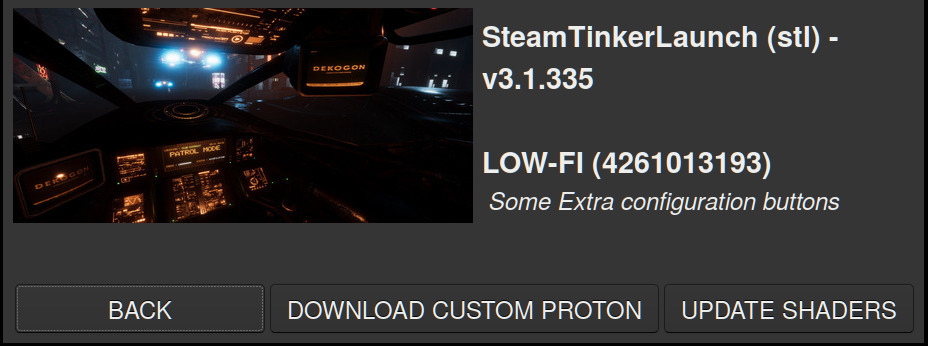 DEKOGON
PATROL MODE
DEKOGON
SteamTinkerLaunch (stl) -
v3.1.335
LOW-FI (4261013193)
Some Extra configuration buttons
BACK
DOWNLOAD CUSTOM PROTON
UPDATE SHADERS